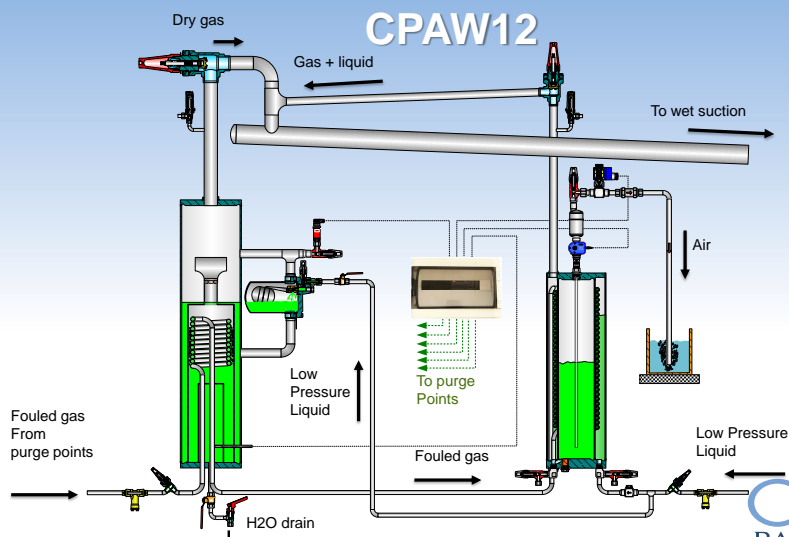 CPAW12
Dry gas
Gas + liquid
To wet suction
Air
To purge
Points
Low
Pressure
Liquid
Fouled gas
From
purge points
Fouled gas
Low Pressure
Liquid
H2O drain